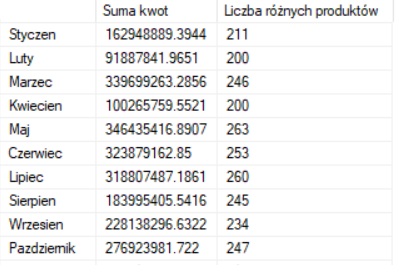 Suma kwot Liczba różnych produktów
Styczen 162948889.3944 211
Luty 91887841.9651 200
Marzec 339699263.2856 246
Kwiecien 100265759.5521 200
Maj 346435416.8907 263
Czerwiec 323879162.85 253
Lipiec 318807487.1861 260
Sierpien 183995405.5416 245
Wrzesien 228138296.6322 234
Pazdziernik 276923981.722 247